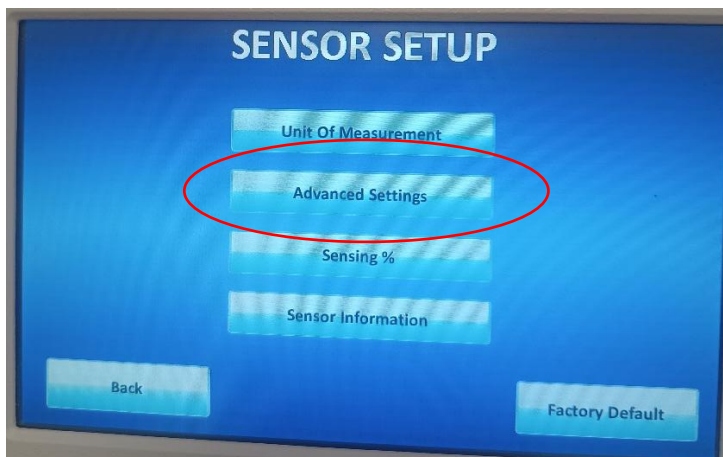 SENSOR SETUP
Unit Of Measurement
Advanced Settings
Sensing %
Sensor Information
Back
Factory Default